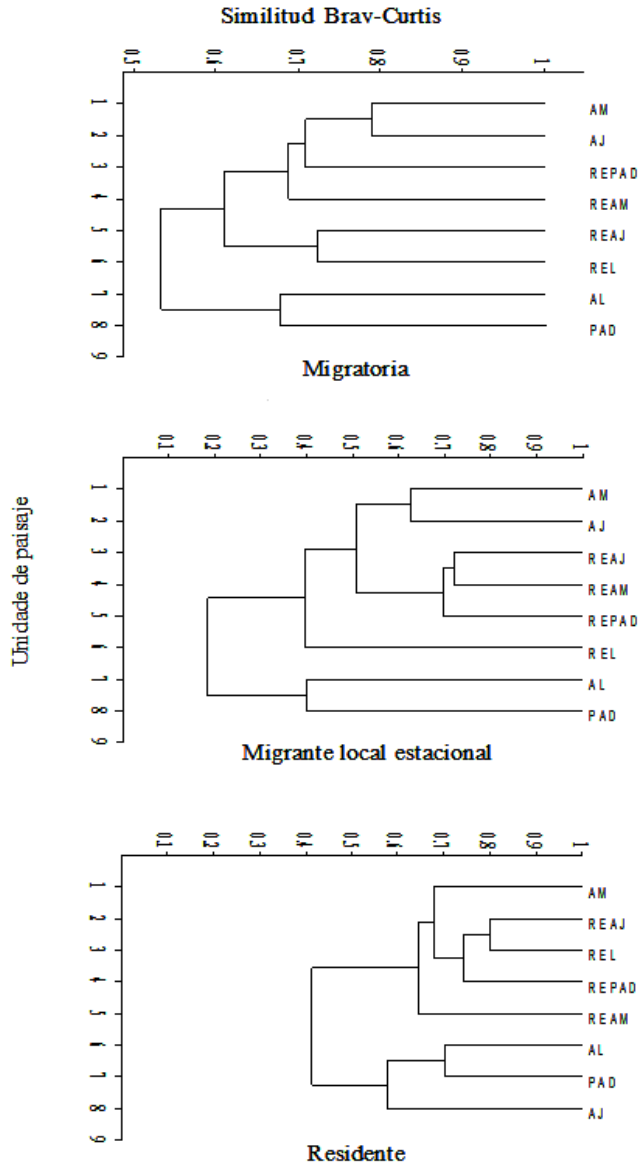 Similitud Brav-Curtis
0.5 0.6 0.7 0.8 0.9 1
1 AM
2 AJ
3 REPAD
4 REAM
5 REAJ
6 REL
7 AL
8 PAD
9
Migratoria
0.1 0.2 0.3 0.4 0.5 0.6 0.7 0.8 0.9 1
1 AM
2 AJ
3 REAJ
4 REAM
5 REPAD
6 REL
7 AL
8 PAD
9
Unidade de paisaje
Migrante local estacional
0.1 0.2 0.3 0.4 0.5 0.6 0.7 0.8 0.9 1
1 AM
2 REAJ
3 REL
4 REPAD
5 REAM
6 AL
7 PAD
8 AJ
9
Residente